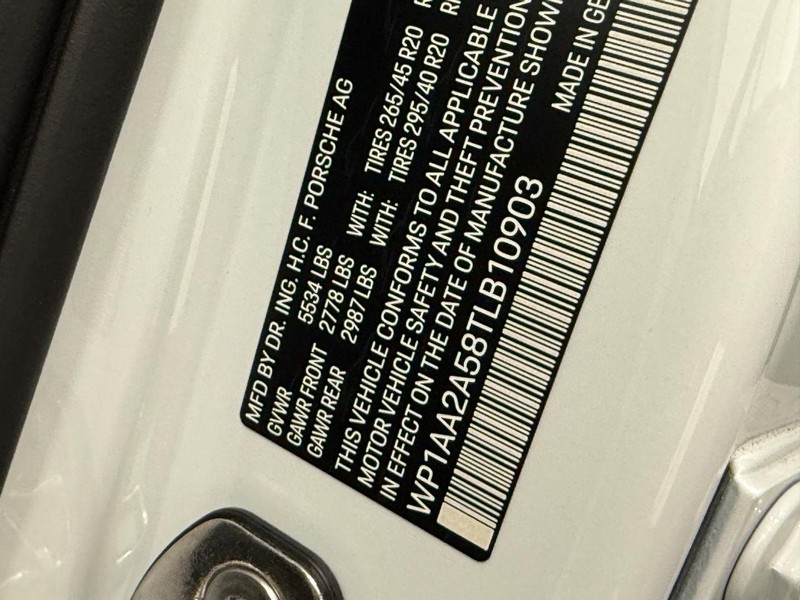 MFD BY DR. ING. H.C. F. PORSCHE AG
GVWR 5534 LBS
GAWR FRONT 2778 LBS WITH: TIRES 265/45 R20
GAWR REAR 2987 LBS WITH: TIRES 295/40 R20
THIS VEHICLE CONFORMS TO ALL APPLICABLE
MOTOR VEHICLE SAFETY AND THEFT PREVENTION
IN EFFECT ON THE DATE OF MANUFACTURE SHOW
WP1AA2A58TLB10903 MADE IN GE